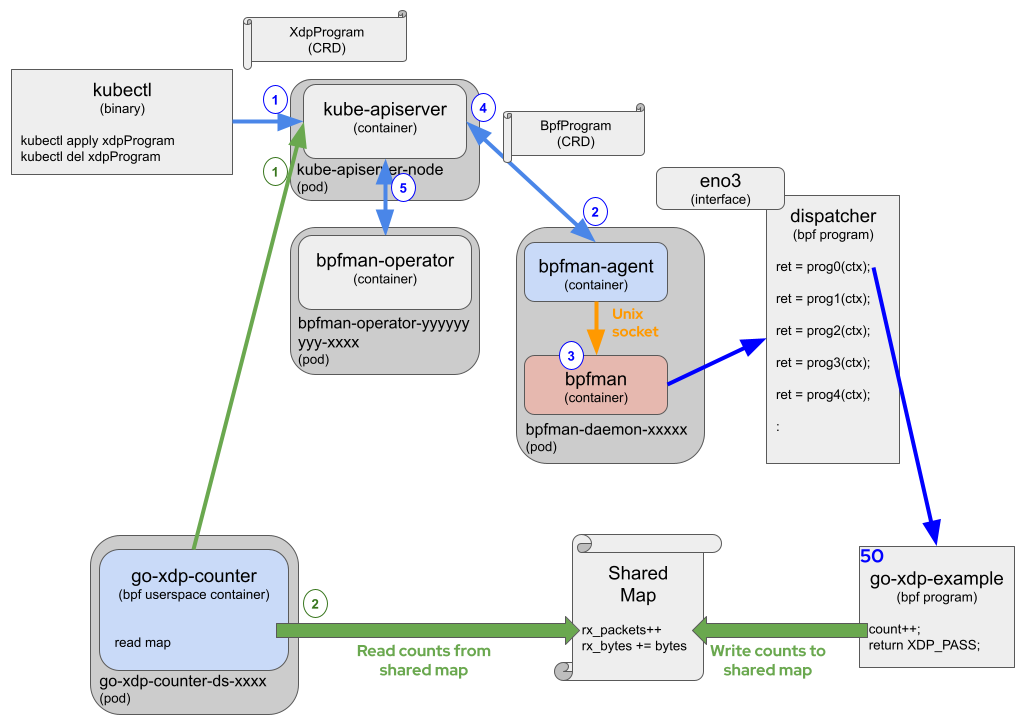 XdpProgram
(CRD)
kubectl
(binary)
kubectl apply xdpProgram
kubectl del xdpProgram
1
kube-apiserver
(container)
4
kube-apiserver-node
(pod)
1
5
BpfProgram
(CRD)
eno3
(interface)
2
dispatcher
(bpf program)
ret = prog0(ctx);
ret = prog1(ctx);
ret = prog2(ctx);
ret = prog3(ctx);
ret = prog4(ctx);
:
bpfman-operator
(container)
bpfman-operator-yyyyyy
yyy-xxxx
(pod)
bpfman-agent
(container)
Unix
socket
3
bpfman
(container)
bpfman-daemon-xxxxx
(pod)
go-xdp-counter
(bpf userspace container)
read map
go-xdp-counter-ds-xxxx
(pod)
2
Read counts from
shared map
Shared
Map
rx_packets++
rx_bytes += bytes
Write counts to
shared map
50
go-xdp-example
(bpf program)
count++;
return XDP_PASS;